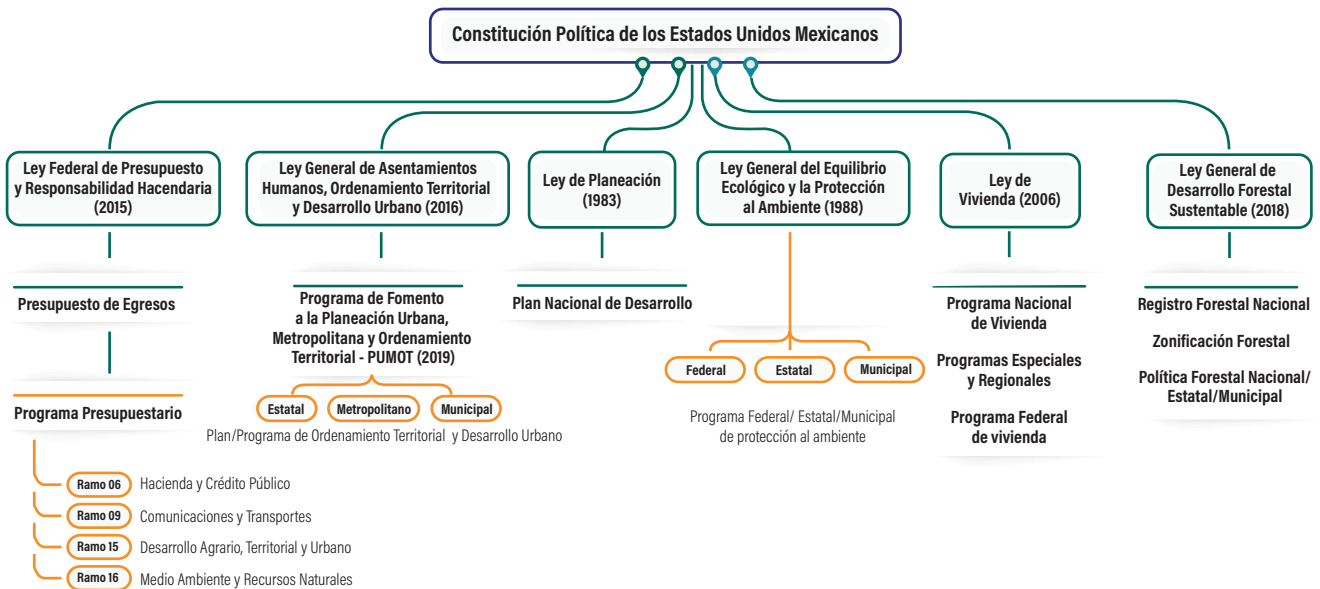 Constitución Política de los Estados Unidos Mexicanos
Ley Federal de Presupuesto
y Responsabilidad Hacendaria
(2015)
Presupuesto de Egresos
Programa Presupuestario
Ramo 06 Hacienda y Crédito Público
Ramo 09 Comunicaciones y Transportes
Ramo 15 Desarrollo Agrario, Territorial y Urbano
Ramo 16 Medio Ambiente y Recursos Naturales
Ley General de Asentamientos
Humanos, Ordenamiento Territorial
y Desarrollo Urbano (2016)
Programa de Fomento
a la Planeación Urbana,
Metropolitana y Ordenamiento
Territorial - PUMOT (2019)
Estatal Metropolitano Municipal
Plan/Programa de Ordenamiento Territorial y Desarrollo Urbano
Ley de Planeación
(1983)
Plan Nacional de Desarrollo
Ley General del Equilibrio
Ecológico y la Protección
al Ambiente (1988)
Federal Estatal Municipal
Programa Federal/ Estatal/Municipal
de protección al ambiente
Ley de
Vivienda (2006)
Programa Nacional
de Vivienda
Programas Especiales
y Regionales
Programa Federal
de vivienda
Ley General de
Desarrollo Forestal
Sustentable (2018)
Registro Forestal Nacional
Zonificación Forestal
Política Forestal Nacional/
Estatal/Municipal